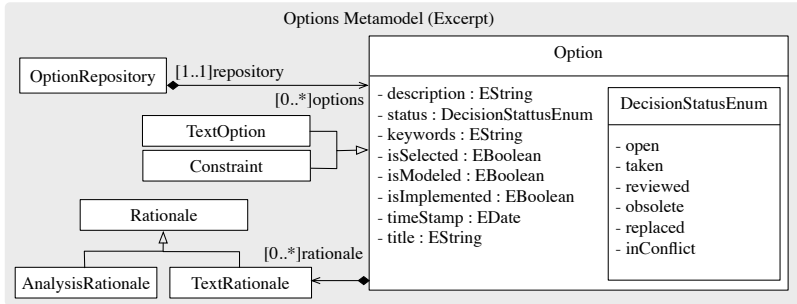 Options Metamodel (Excerpt)
Option
OptionRepository
[1..1]repository
[0..*]options
- description : EString
- status : DecisionStattusEnum
- keywords : EString
- isSelected : EBoolean
- isModeled : EBoolean
- isImplemented : EBoolean
- timeStamp : EDate
- title : EString
DecisionStatusEnum
- open
- taken
- reviewed
- obsolete
- replaced
- inConflict
TextOption
Constraint
Rationale
[0..*]rationale
AnalysisRationale
TextRationale